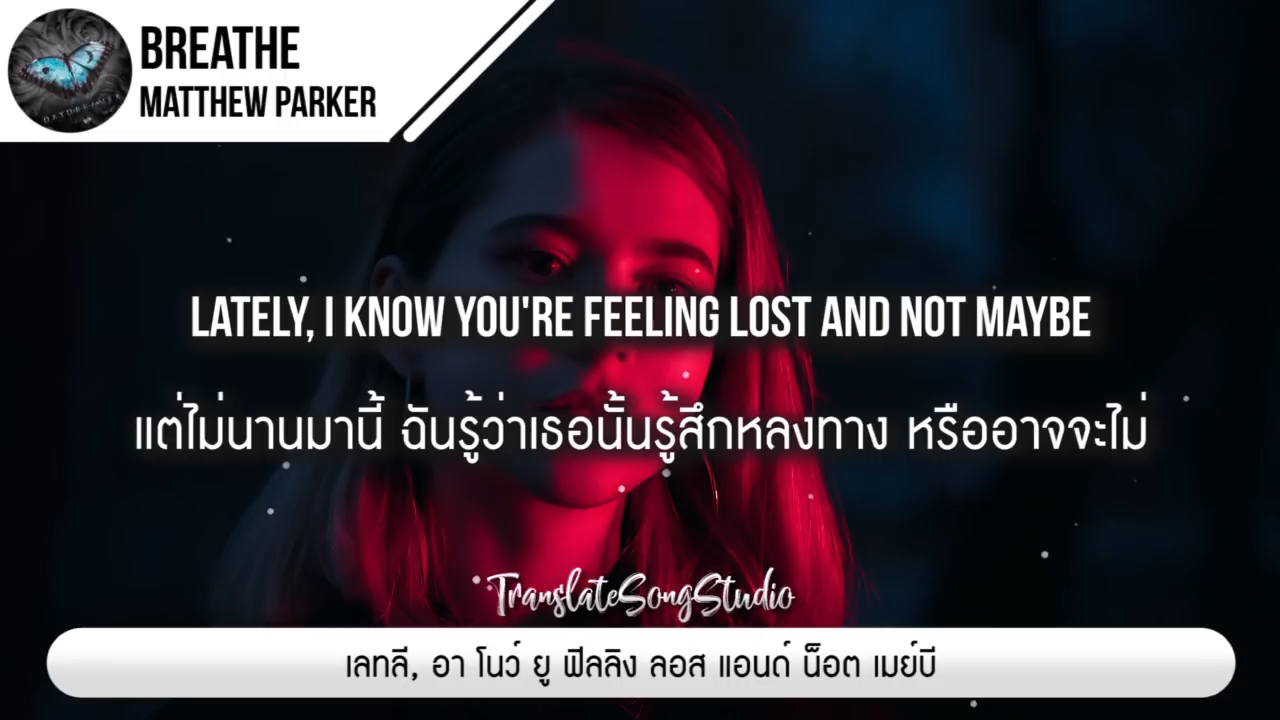 BREATHE
MATTHEW PARKER
DAYDREAMER
LATELY, I KNOW YOU'RE FEELING LOST AND NOT MAYBE
แต่ไม่นานมานี้ ฉันรู้ว่าเธอนั้นรู้สึกหลงทาง หรืออาจจะไม่
TranslateSongStudio
เลทลี, อา โนว์ ยู ฟิลลิง ลอส แอนด์ น็อต เมย์บี